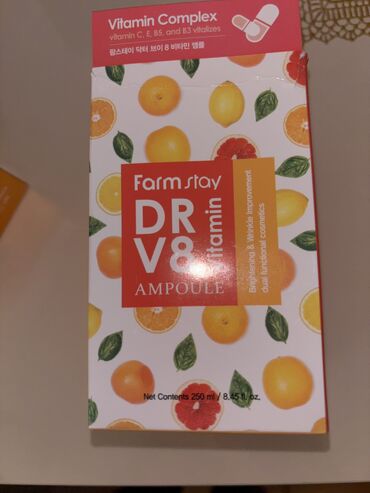 Vitamin Complex
vitamin C, E, B5, and B3 vitalizes
팜스테이 닥터 브이 8 비타민 앰플
Farm stay
DR
V8
Vitamin
AMPOULE
Brightening & Wrinkle Improvement
dual functional cosmetics
Net Contents 250 ml / 8.45 fl. oz.